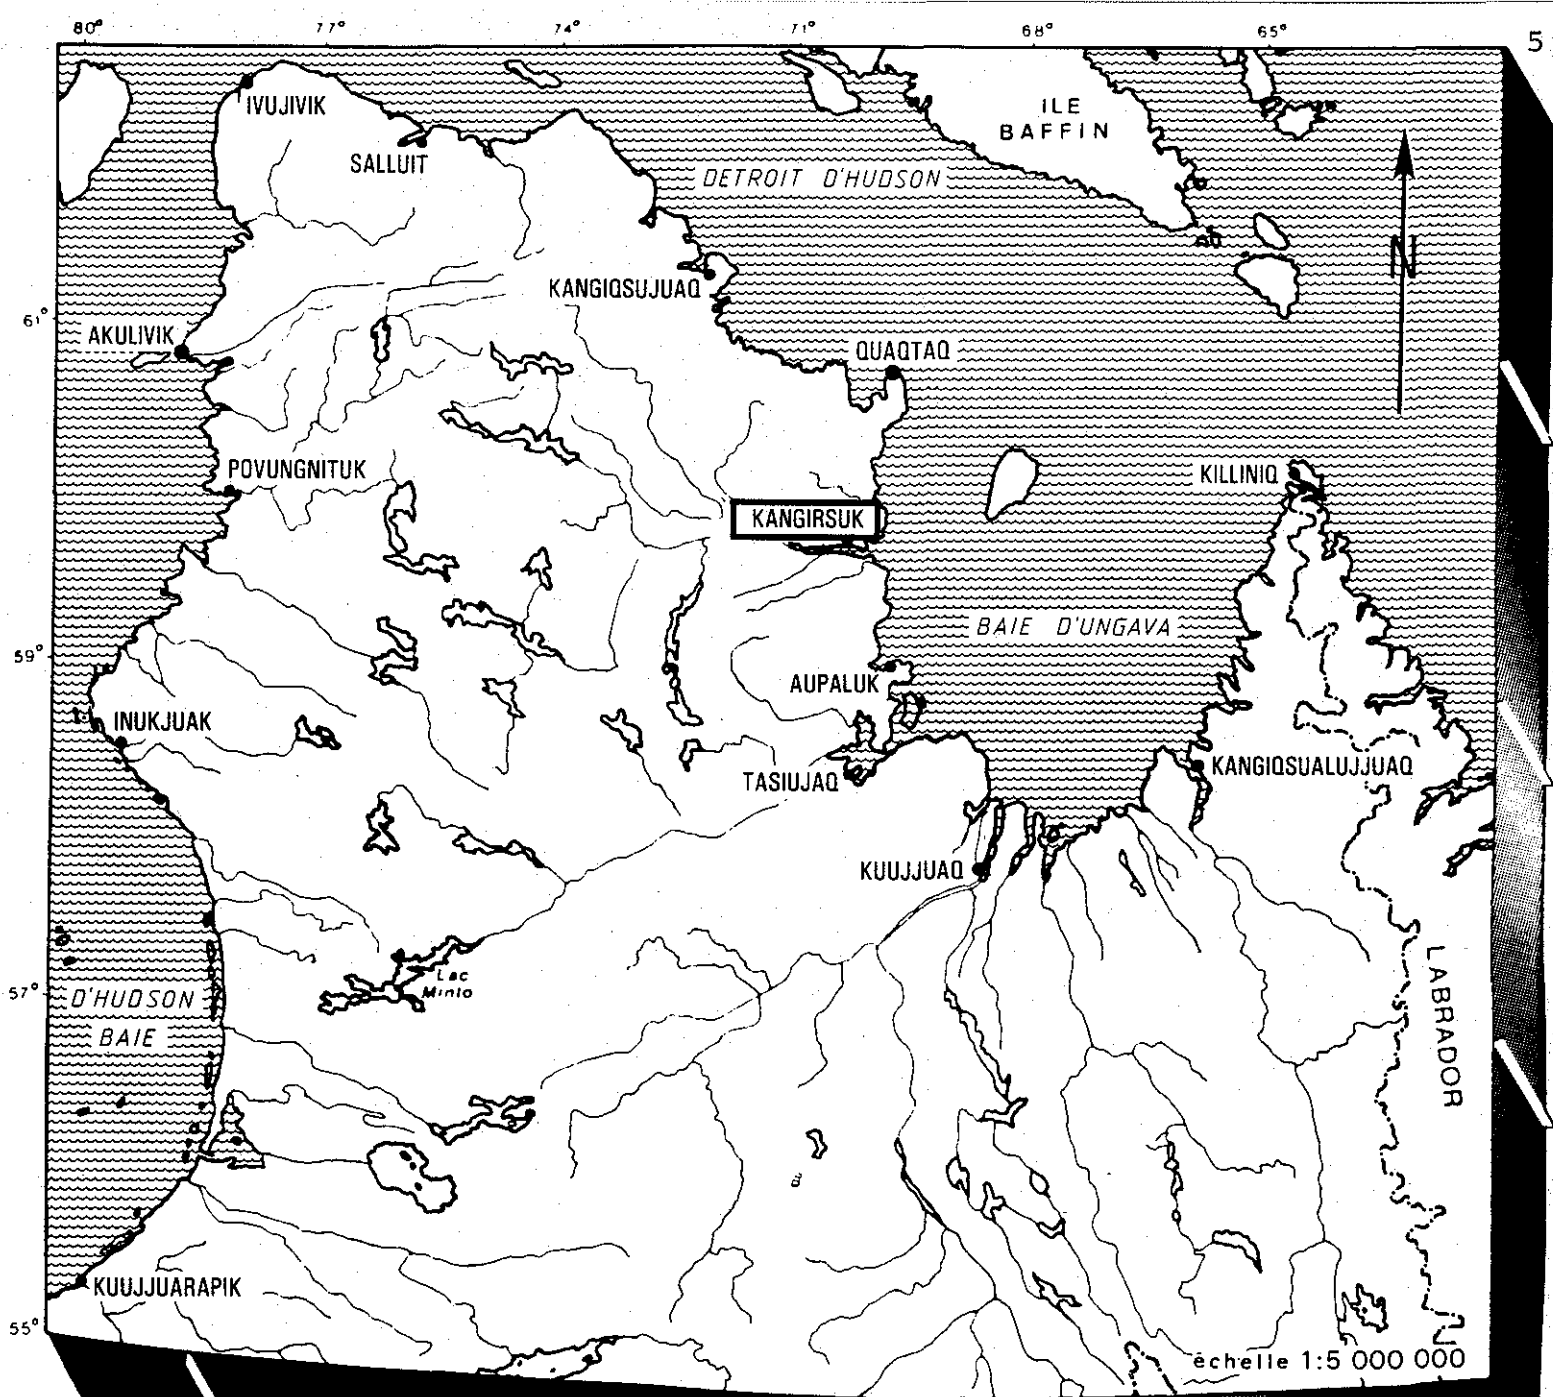 80° 77° 74° 71° 68° 65° 5
IVUJIVIK
ILE
BAFFIN
SALLUIT
DETROIT D'HUDSON
N
KANGIQSUJUAQ
61°
AKULIVIK
QUAQTAQ
POVUNGNITUK
KILLINIQ
KANGIRSUK
BAIE D'UNGAVA
59°
AUPALUK
INUKJUAK
TASIUJAQ
KANGIQSUALUJJUAQ
KUUJJUAQ
LABRADOR
Lac
Minto
57°
D'HUDSON
BAIE
KUUJJUARAPIK
55°
échelle 1:5 000 000